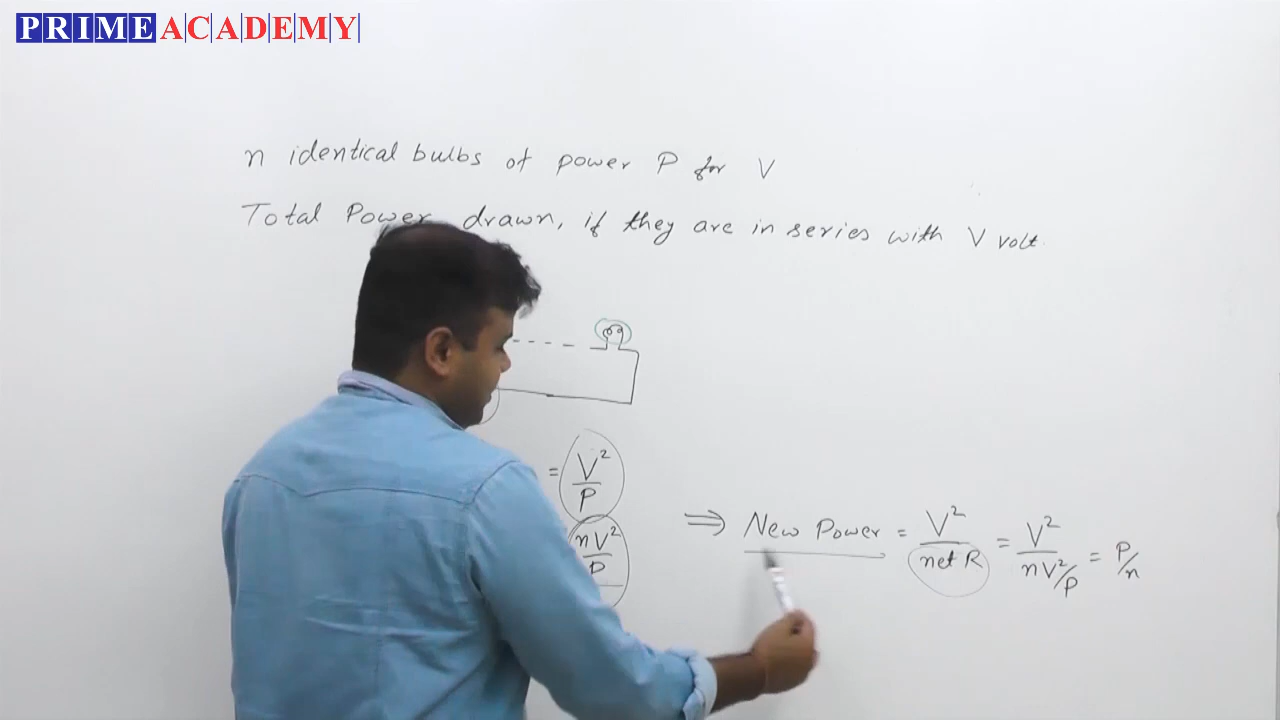 PRIME ACADEMY
n identical bulbs of power P for V
Total Power drawn, if they are in series with V volt.
= V²/P
nV²/P
⇒ New Power = V²/net R = V²/nV²/P = P/n